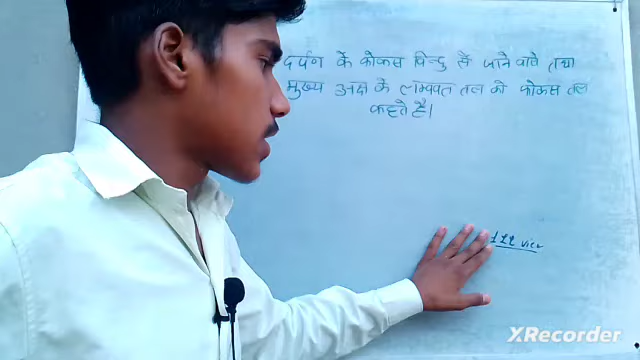 दर्पण के फोकस बिन्दु से जाने वाले तथा
मुख्य अक्ष के लम्बवत तल को फोकस तल
कहते है।
XRecorder